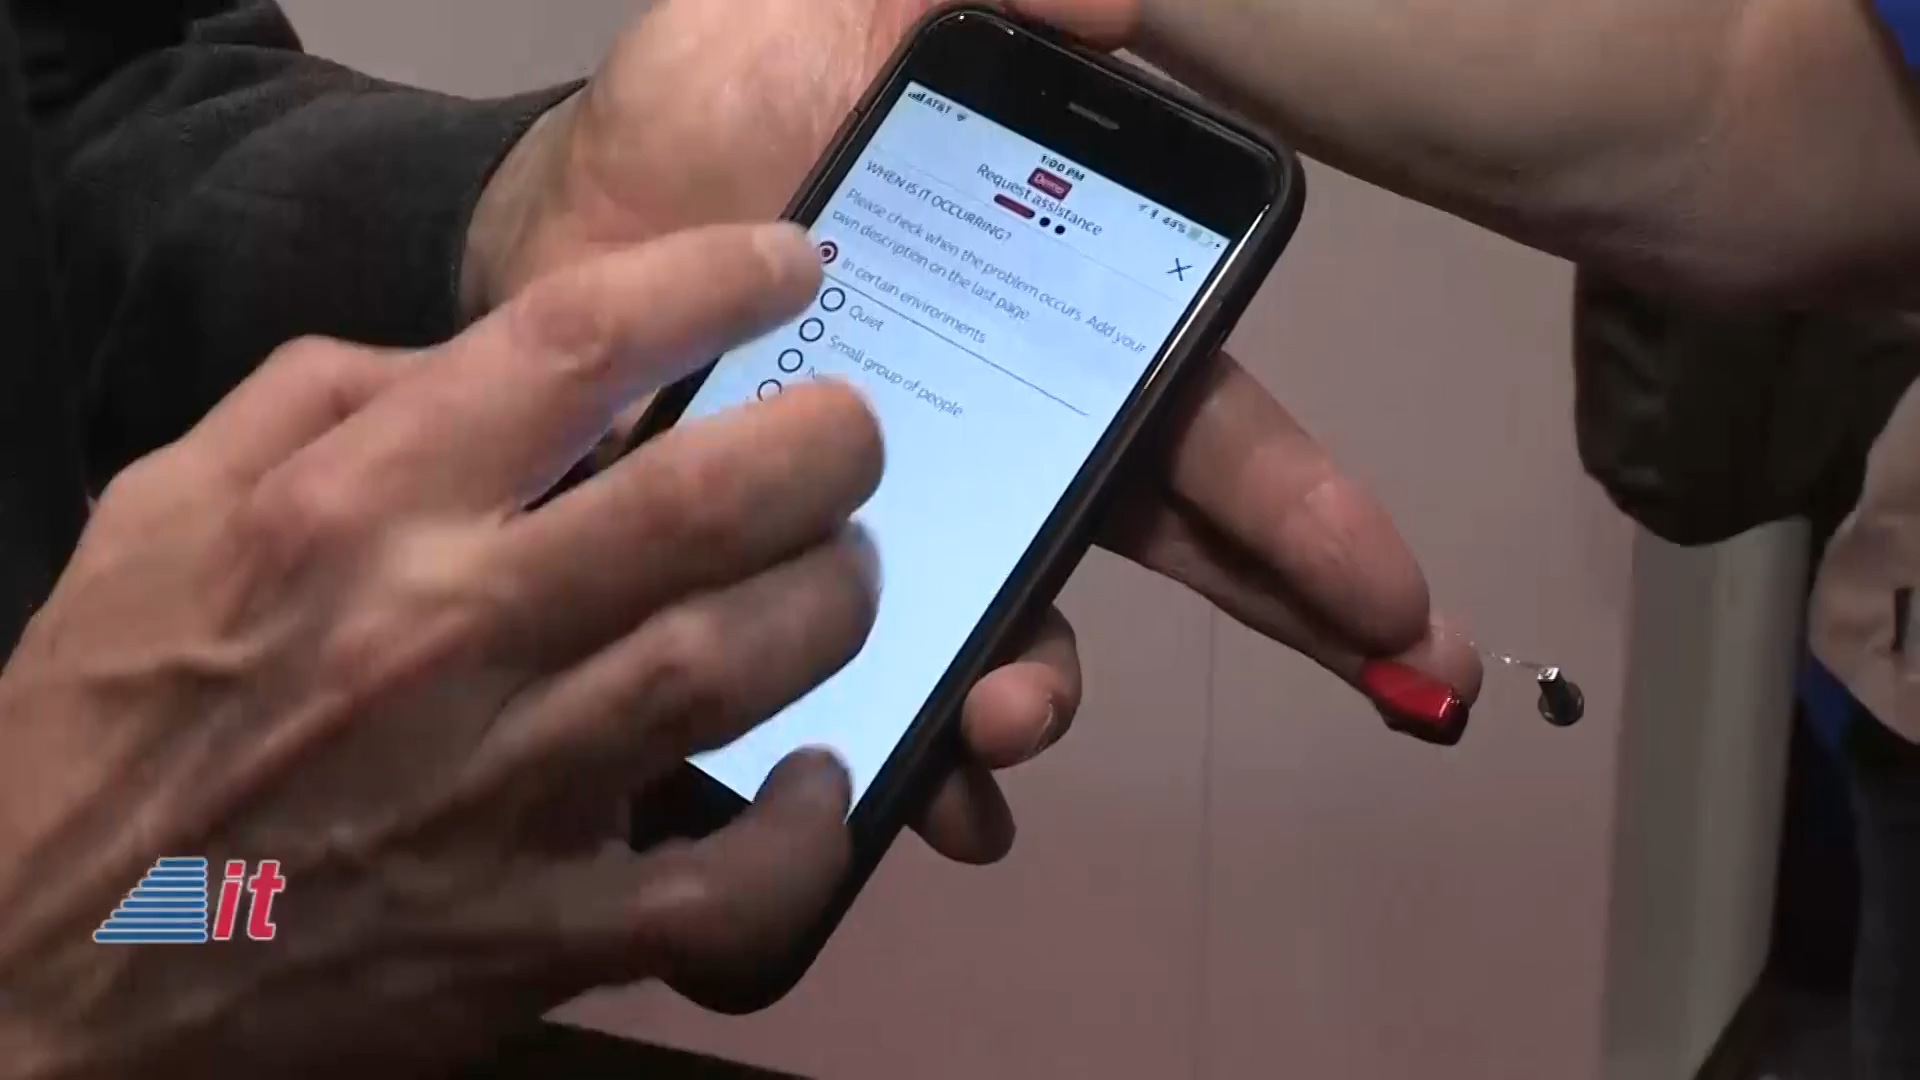 AT&T
1:00 PM
44%
Demo
Request assistance
WHEN IS IT OCCURRING?
Please check when the problem occurs. Add your
own description on the last page.
In certain environments
Quiet
Small group of people
it